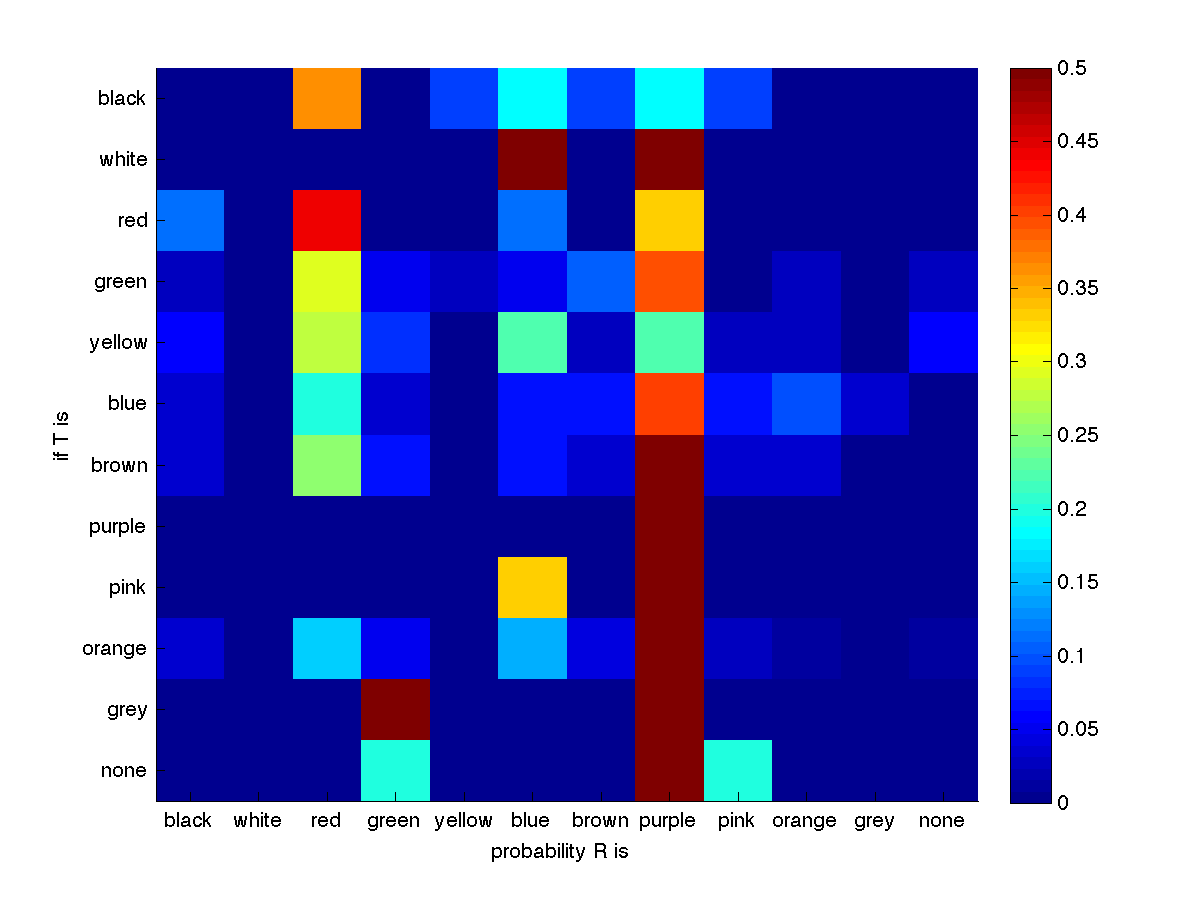 if T is
black
white
red
green
yellow
blue
brown
purple
pink
orange
grey
none
black white red green yellow blue brown purple pink orange grey none
probability R is
0.5
0.45
0.4
0.35
0.3
0.25
0.2
0.15
0.1
0.05
0